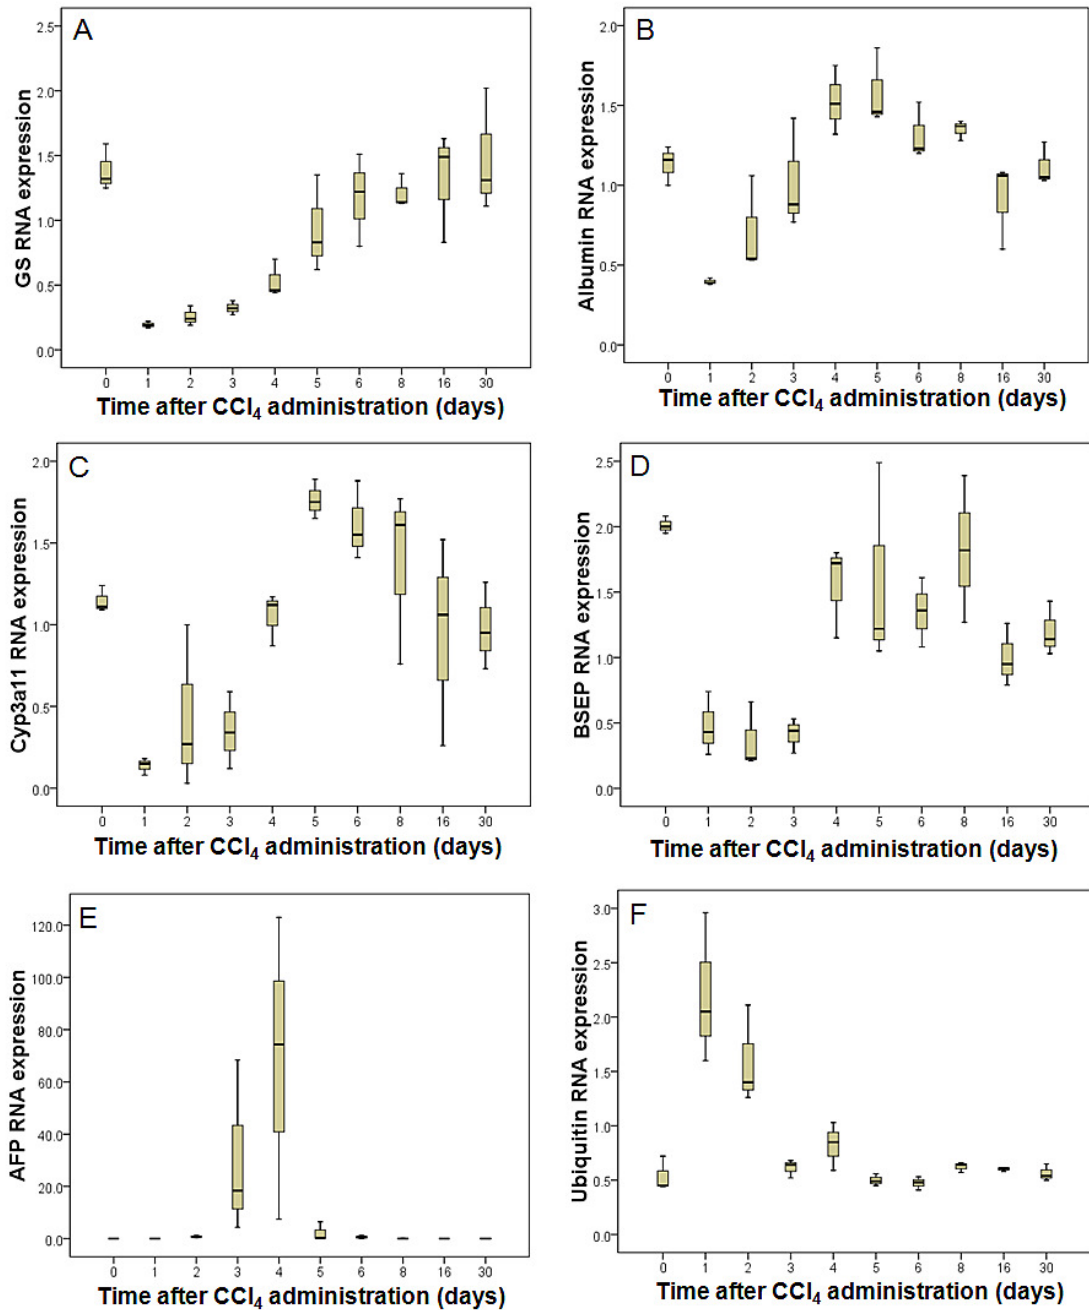 A
GS RNA expression
2.5
2.0
1.5
1.0
0.5
0.0
0 1 2 3 4 5 6 8 16 30
Time after CCl₄ administration (days)
B
Albumin RNA expression
2.0
1.5
1.0
0.5
0.0
0 1 2 3 4 5 6 8 16 30
Time after CCl₄ administration (days)
C
Cyp3a11 RNA expression
2.0
1.5
1.0
0.5
0.0
0 1 2 3 4 5 6 8 16 30
Time after CCl₄ administration (days)
D
BSEP RNA expression
2.5
2.0
1.5
1.0
0.5
0.0
0 1 2 3 4 5 6 8 16 30
Time after CCl₄ administration (days)
E
AFP RNA expression
120.0
100.0
80.0
60.0
40.0
20.0
0.0
0 1 2 3 4 5 6 8 16 30
Time after CCl₄ administration (days)
F
Ubiquitin RNA expression
3.0
2.5
2.0
1.5
1.0
0.5
0.0
0 1 2 3 4 5 6 8 16 30
Time after CCl₄ administration (days)